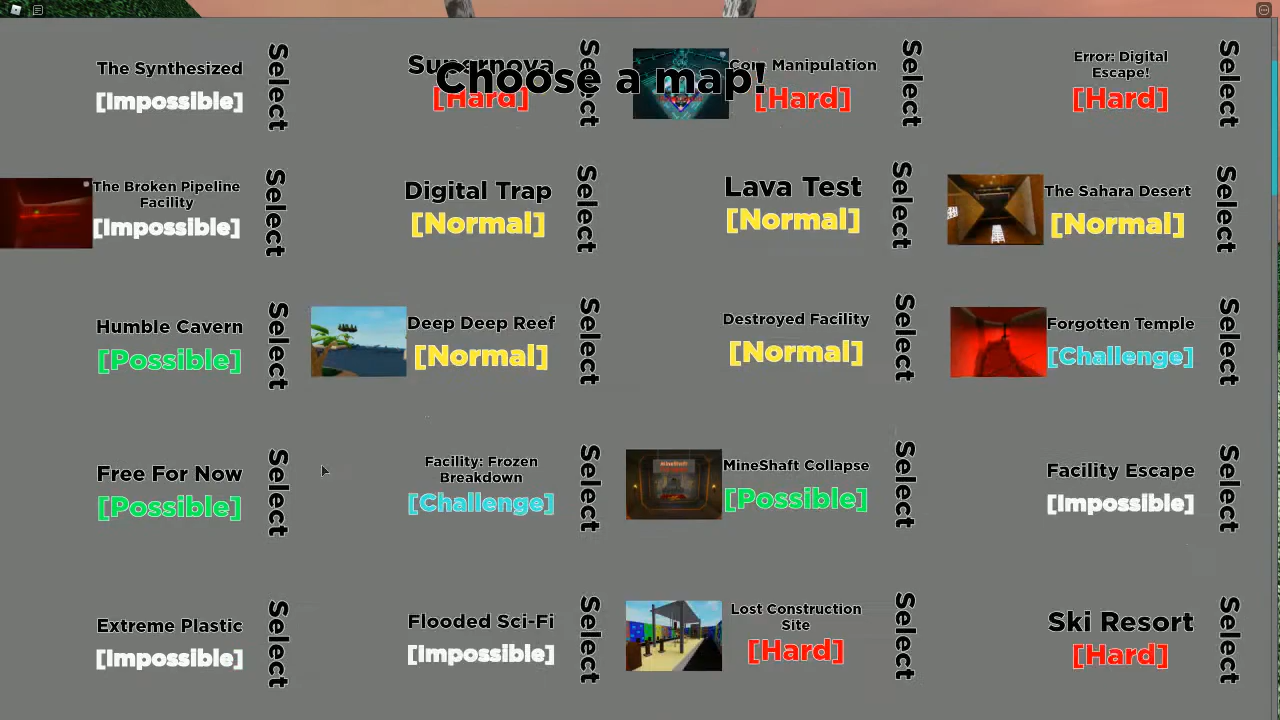 Choose a map!
The Synthesized
[Impossible]
Select
Supernova
[Hard]
Select
Core Manipulation
[Hard]
Select
Error: Digital
Escape!
[Hard]
Select
The Broken Pipeline
Facility
[Impossible]
Select
Digital Trap
[Normal]
Select
Lava Test
[Normal]
Select
The Sahara Desert
[Normal]
Select
Humble Cavern
[Possible]
Select
Deep Deep Reef
[Normal]
Select
Destroyed Facility
[Normal]
Select
Forgotten Temple
[Challenge]
Select
Free For Now
[Possible]
Select
Facility: Frozen
Breakdown
[Challenge]
Select
MineShaft
MineShaft Collapse
[Possible]
Select
Facility Escape
[Impossible]
Select
Extreme Plastic
[Impossible]
Select
Flooded Sci-Fi
[Impossible]
Select
Lost Construction
Site
[Hard]
Select
Ski Resort
[Hard]
Select